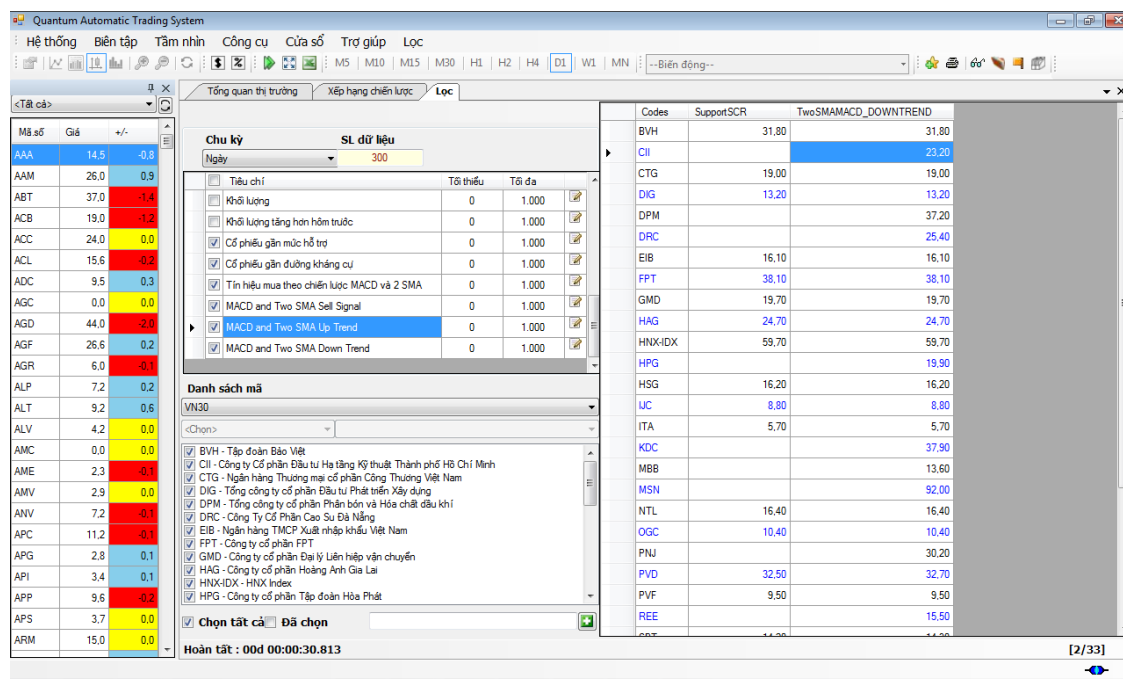 Quantum Automatic Trading System
Hệ thống Biên tập Tầm nhìn Công cụ Cửa sổ Trợ giúp Lọc
M5 M10 M15 M30 H1 H2 H4 D1 W1 MN --Biến động--
<Tất cả>
Mã.số Giá +/-
AAA 14,5 -0,8
AAM 26,0 0,9
ABT 37,0 -1,4
ACB 19,0 -1,2
ACC 24,0 0,0
ACL 15,6 -0,2
ADC 9,5 0,3
AGC 0,0 0,0
AGD 44,0 -2,0
AGF 26,6 0,2
AGR 6,0 -0,1
ALP 7,2 0,2
ALT 9,2 0,6
ALV 4,2 0,0
AMC 0,0 0,0
AME 2,3 -0,1
AMV 2,9 0,0
ANV 7,2 -0,1
APC 11,2 -0,1
APG 2,8 0,1
API 3,4 0,1
APP 9,6 -0,2
APS 3,7 0,0
ARM 15,0 0,0
Tổng quan thị trường Xếp hạng chiến lược Lọc
Chu kỳ SL dữ liệu
Ngày 300
Tiêu chí Tối thiểu Tối đa
Khối lượng 0 1.000
Khối lượng tăng hơn hôm trước 0 1.000
Cổ phiếu gần mức hỗ trợ 0 1.000
Cổ phiếu gần đường kháng cự 0 1.000
Tín hiệu mua theo chiến lược MACD và 2 SMA 0 1.000
MACD and Two SMA Sell Signal 0 1.000
MACD and Two SMA Up Trend 0 1.000
MACD and Two SMA Down Trend 0 1.000
Danh sách mã
VN30
<Chọn>
BVH - Tập đoàn Bảo Việt
CII - Công ty Cổ phần Đầu tư Hạ tầng Kỹ thuật Thành phố Hồ Chí Minh
CTG - Ngân hàng Thương mại cổ phần Công Thương Việt Nam
DIG - Tổng công ty cổ phần Đầu tư Phát triển Xây dựng
DPM - Tổng công ty cổ phần Phân bón và Hóa chất dầu khí
DRC - Công Ty Cổ Phần Cao Su Đà Nẵng
EIB - Ngân hàng TMCP Xuất nhập khẩu Việt Nam
FPT - Công ty cổ phần FPT
GMD - Công ty cổ phần Đại lý Liên hiệp vận chuyển
HAG - Công ty cổ phần Hoàng Anh Gia Lai
HNX-IDX - HNX Index
HPG - Công ty cổ phần Tập đoàn Hòa Phát
Chọn tất cả Đã chọn
Hoàn tất : 00d 00:00:30.813
Codes SupportSCR TwoSMAMACD_DOWNTREND
BVH 31,80 31,80
CII 23,20
CTG 19,00 19,00
DIG 13,20 13,20
DPM 37,20
DRC 25,40
EIB 16,10 16,10
FPT 38,10 38,10
GMD 19,70 19,70
HAG 24,70 24,70
HNX-IDX 59,70 59,70
HPG 19,90
HSG 16,20 16,20
IJC 8,80 8,80
ITA 5,70 5,70
KDC 37,90
MBB 13,60
MSN 92,00
NTL 16,40 16,40
OGC 10,40 10,40
PNJ 30,20
PVD 32,50 32,70
PVF 9,50 9,50
REE 15,50
[2/33]